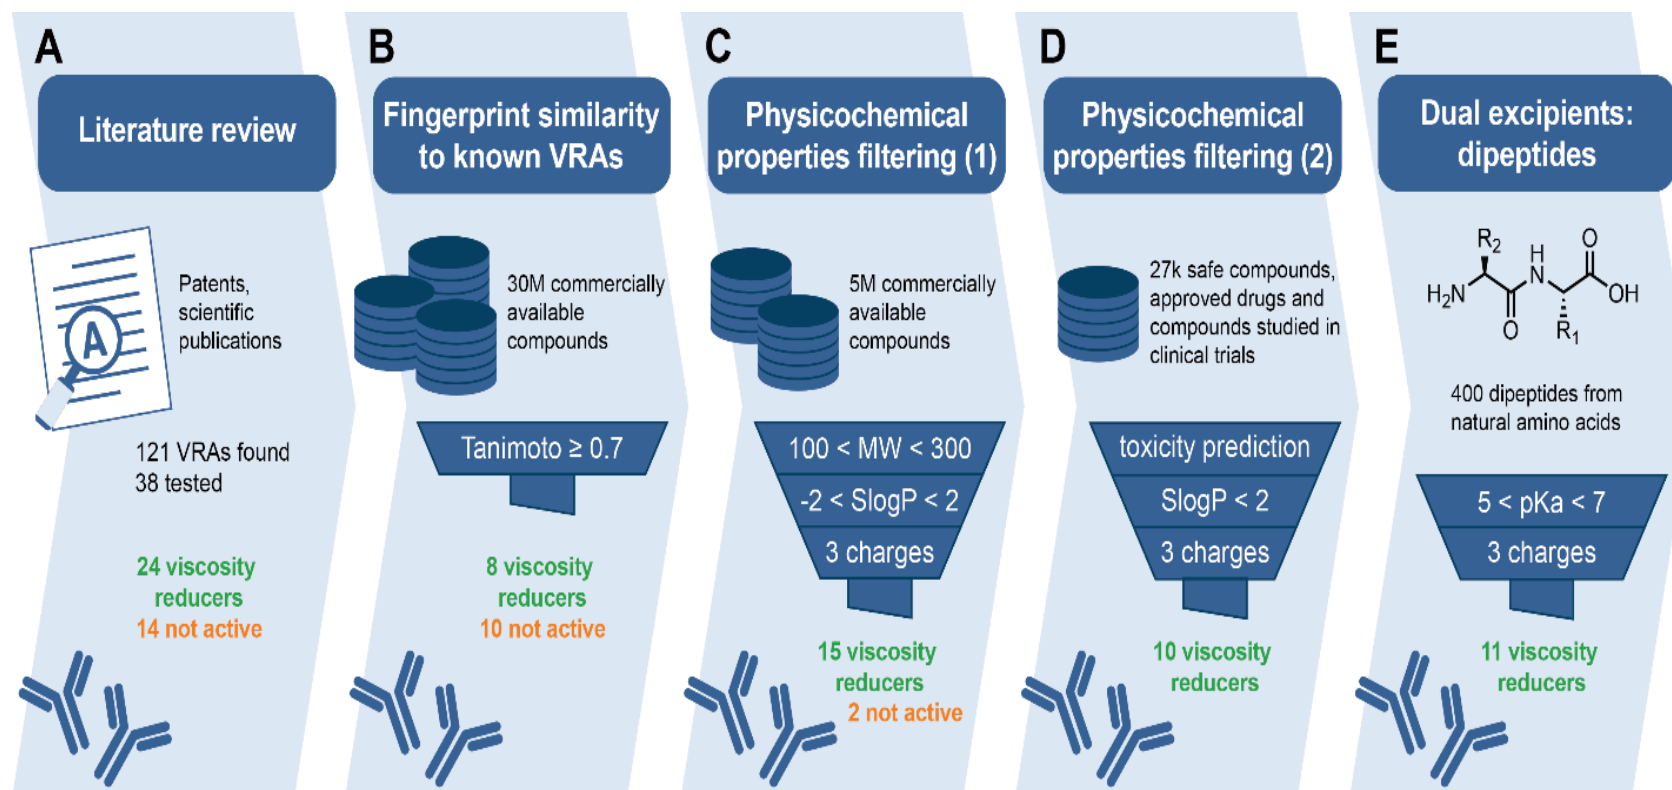 A
Literature review
Patents,
scientific
publications
A
121 VRAs found
38 tested
24 viscosity
reducers
14 not active
B
Fingerprint similarity
to known VRAs
30M commercially
available
compounds
Tanimoto ≥ 0.7
8 viscosity
reducers
10 not active
C
Physicochemical
properties filtering (1)
5M commercially
available
compounds
100 < MW < 300
-2 < SlogP < 2
3 charges
15 viscosity
reducers
2 not active
D
Physicochemical
properties filtering (2)
27k safe compounds,
approved drugs and
compounds studied in
clinical trials
toxicity prediction
SlogP < 2
3 charges
10 viscosity
reducers
E
Dual excipients:
dipeptides
R2
H
N
O
H2N
OH
O
R1
400 dipeptides from
natural amino acids
5 < pKa < 7
3 charges
11 viscosity
reducers